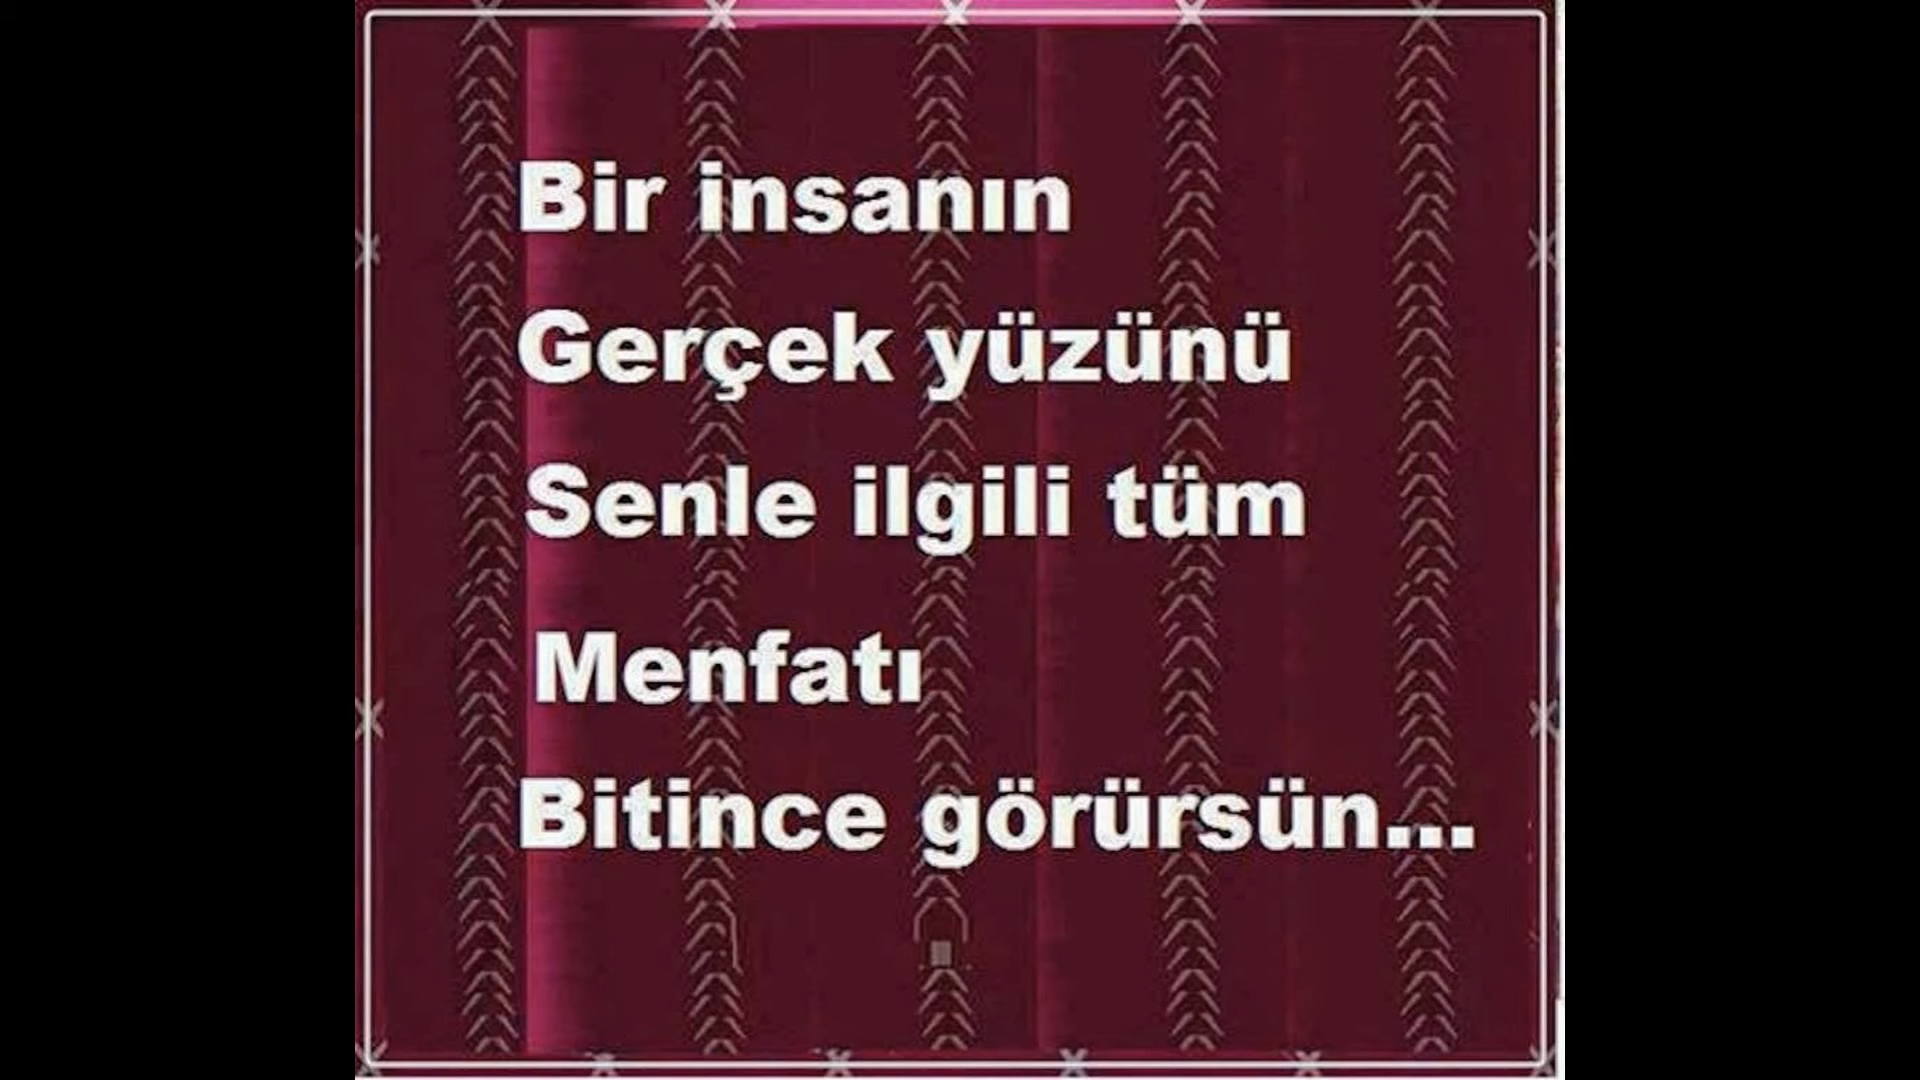 Bir insanın
Gerçek yüzünü
Senle ilgili tüm
Menfatı
Bitince görürsün...